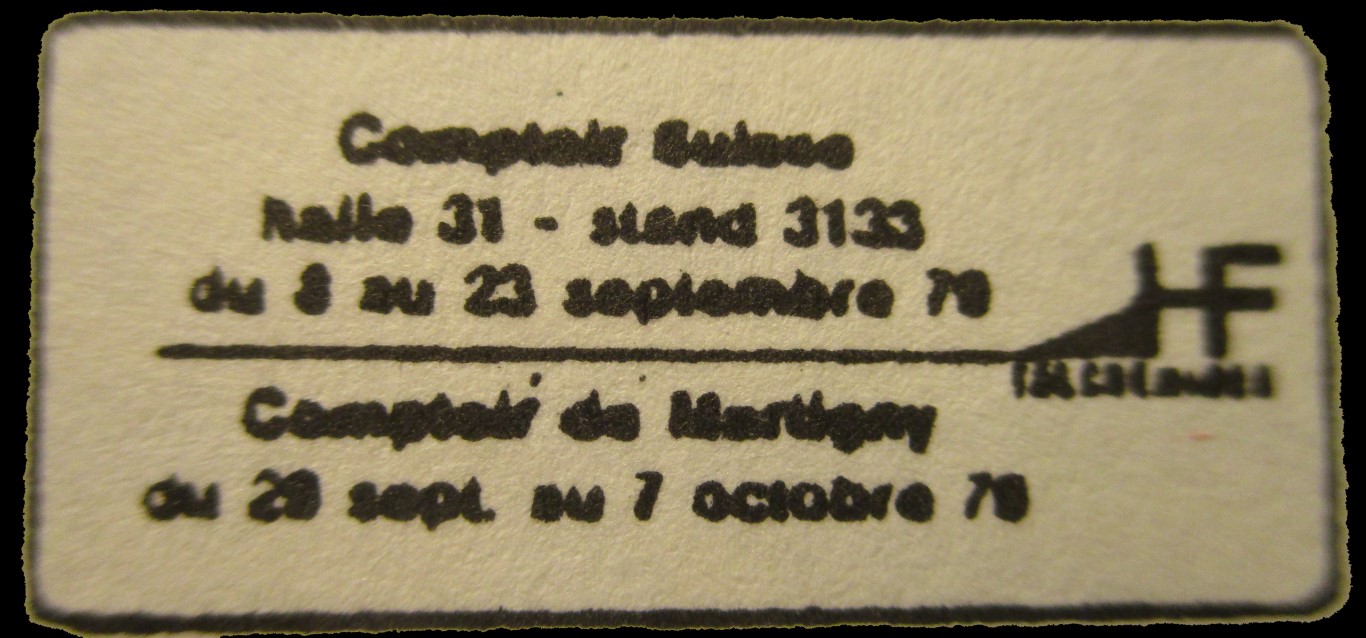 Comptoir Suisse
halle 31 - stand 3133
du 8 au 23 septembre 79
HF
Comptoir de Martigny
du 29 sept. au 7 octobre 79